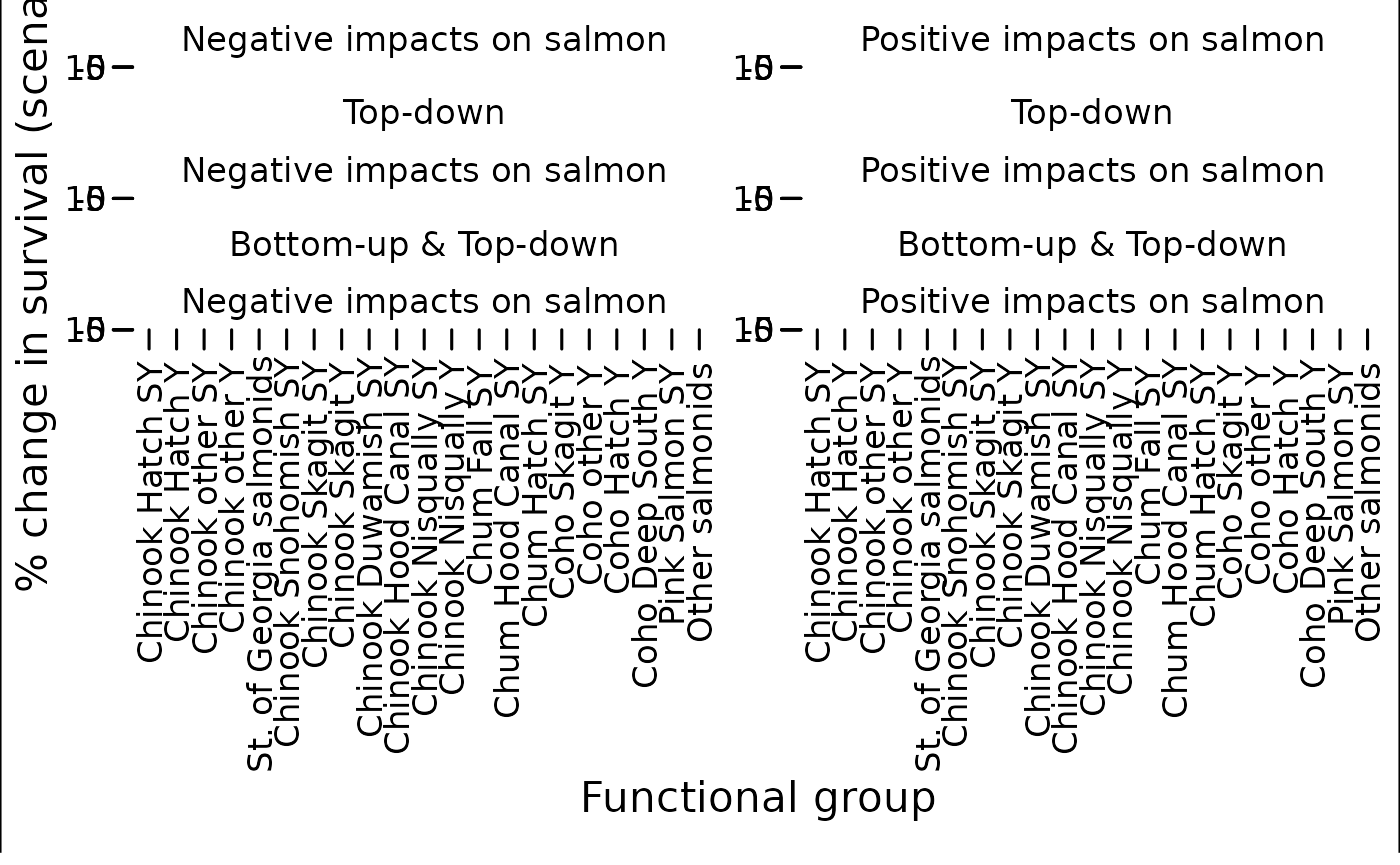 % change in survival (scena
Negative impacts on salmon
Positive impacts on salmon
Top-down
Top-down
Negative impacts on salmon
Positive impacts on salmon
Bottom-up & Top-down
Bottom-up & Top-down
Negative impacts on salmon
Positive impacts on salmon
Chinook Hatch SY
Chinook Hatch Y
Chinook other SY
Chinook other Y
St. of Georgia salmonids
Chinook Snohomish SY
Chinook Skagit SY
Chinook Skagit Y
Chinook Duwamish SY
Chinook Hood Canal SY
Chinook Nisqually SY
Chinook Nisqually Y
Chum Fall SY
Chum Hood Canal SY
Chum Hatch SY
Coho Skagit Y
Coho other Y
Coho Hatch Y
Coho Deep South Y
Pink Salmon SY
Other salmonids
Chinook Hatch SY
Chinook Hatch Y
Chinook other SY
Chinook other Y
St. of Georgia salmonids
Chinook Snohomish SY
Chinook Skagit SY
Chinook Skagit Y
Chinook Duwamish SY
Chinook Hood Canal SY
Chinook Nisqually SY
Chinook Nisqually Y
Chum Fall SY
Chum Hood Canal SY
Chum Hatch SY
Coho Skagit Y
Coho other Y
Coho Hatch Y
Coho Deep South Y
Pink Salmon SY
Other salmonids
Functional group